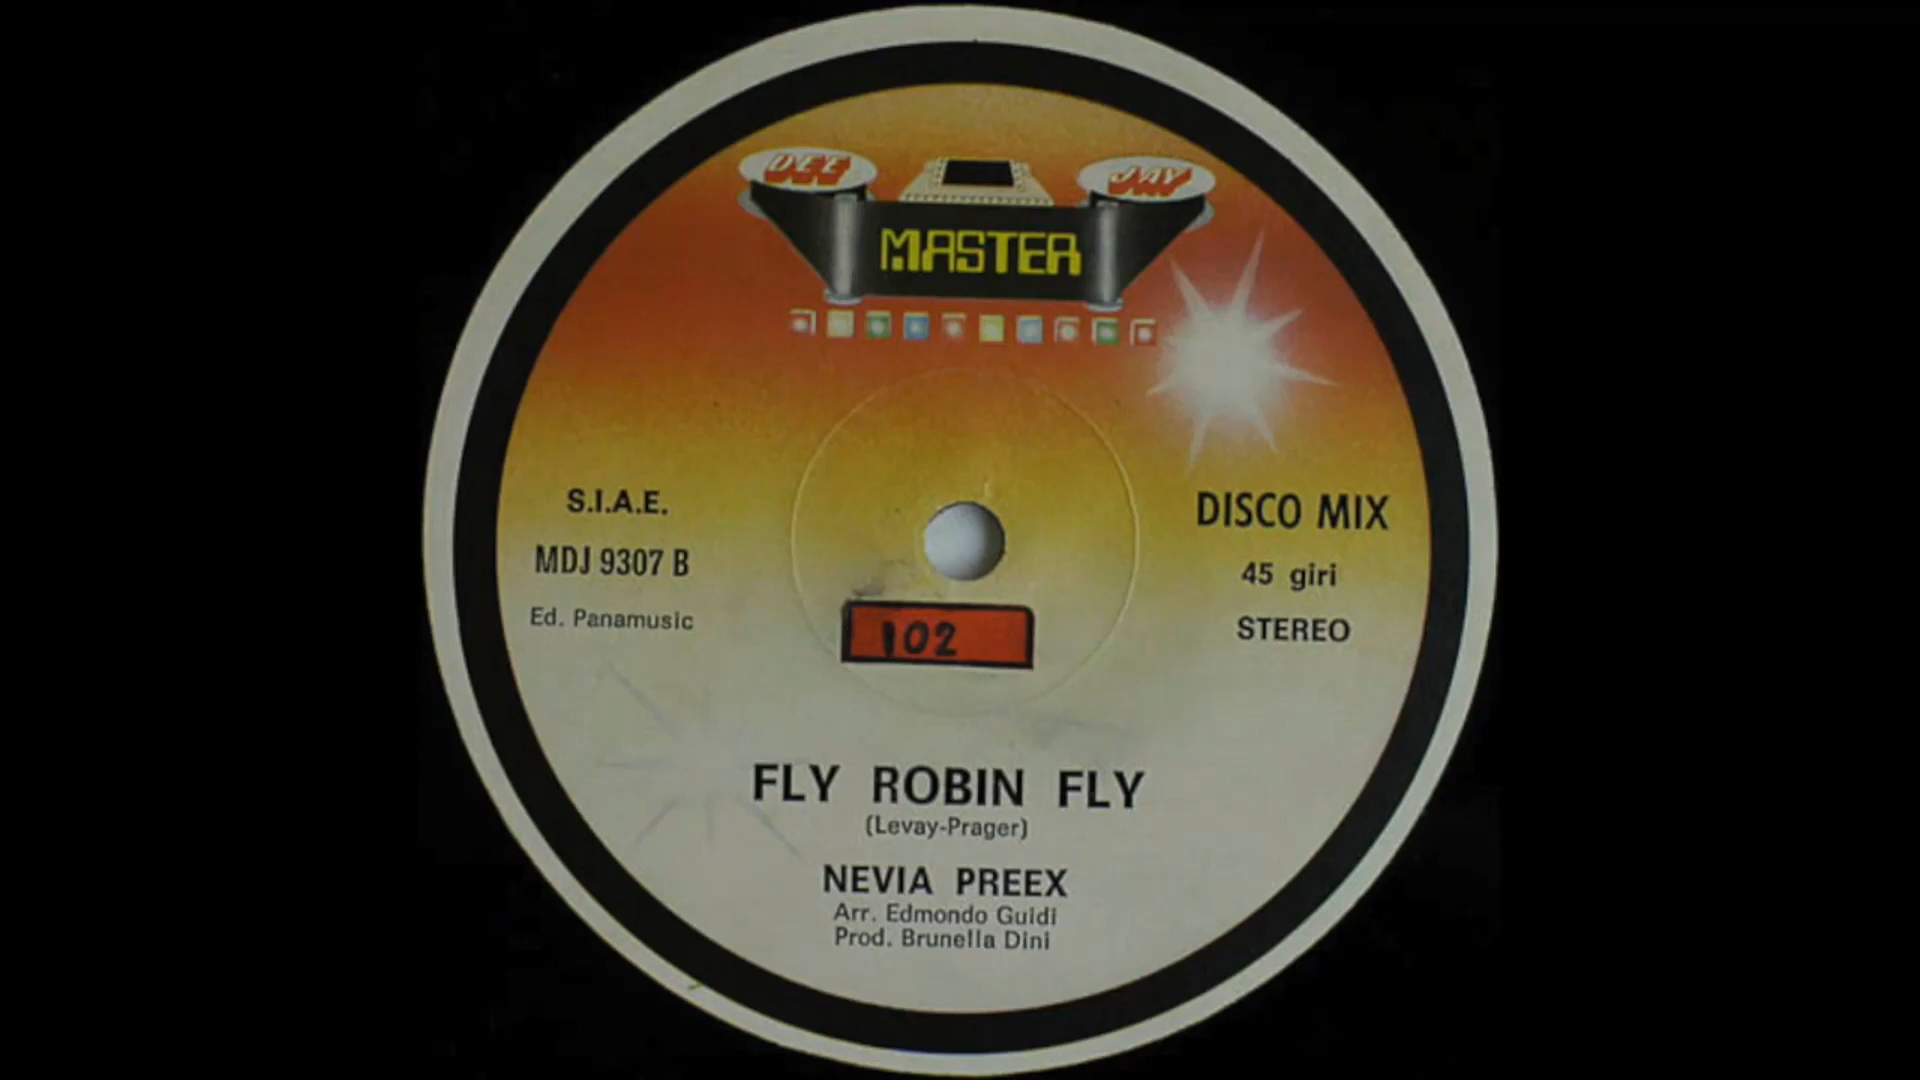 DEE
JAY
MASTER
S.I.A.E.
MDJ 9307 B
Ed. Panamusic
DISCO MIX
45 giri
STEREO
102
FLY ROBIN FLY
(Levay-Prager)
NEVIA PREEX
Arr. Edmondo Guidi
Prod. Brunella Dini